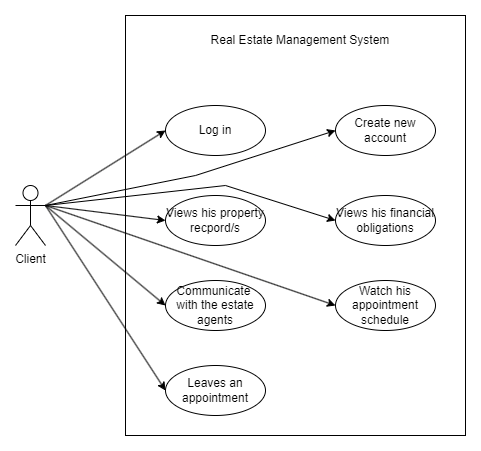 Real Estate Management System
Log in
Create new
account
Views his property
recpord/s
Views his financial
obligations
Client
Communicate
with the estate
agents
Watch his
appointment
schedule
Leaves an
appointment